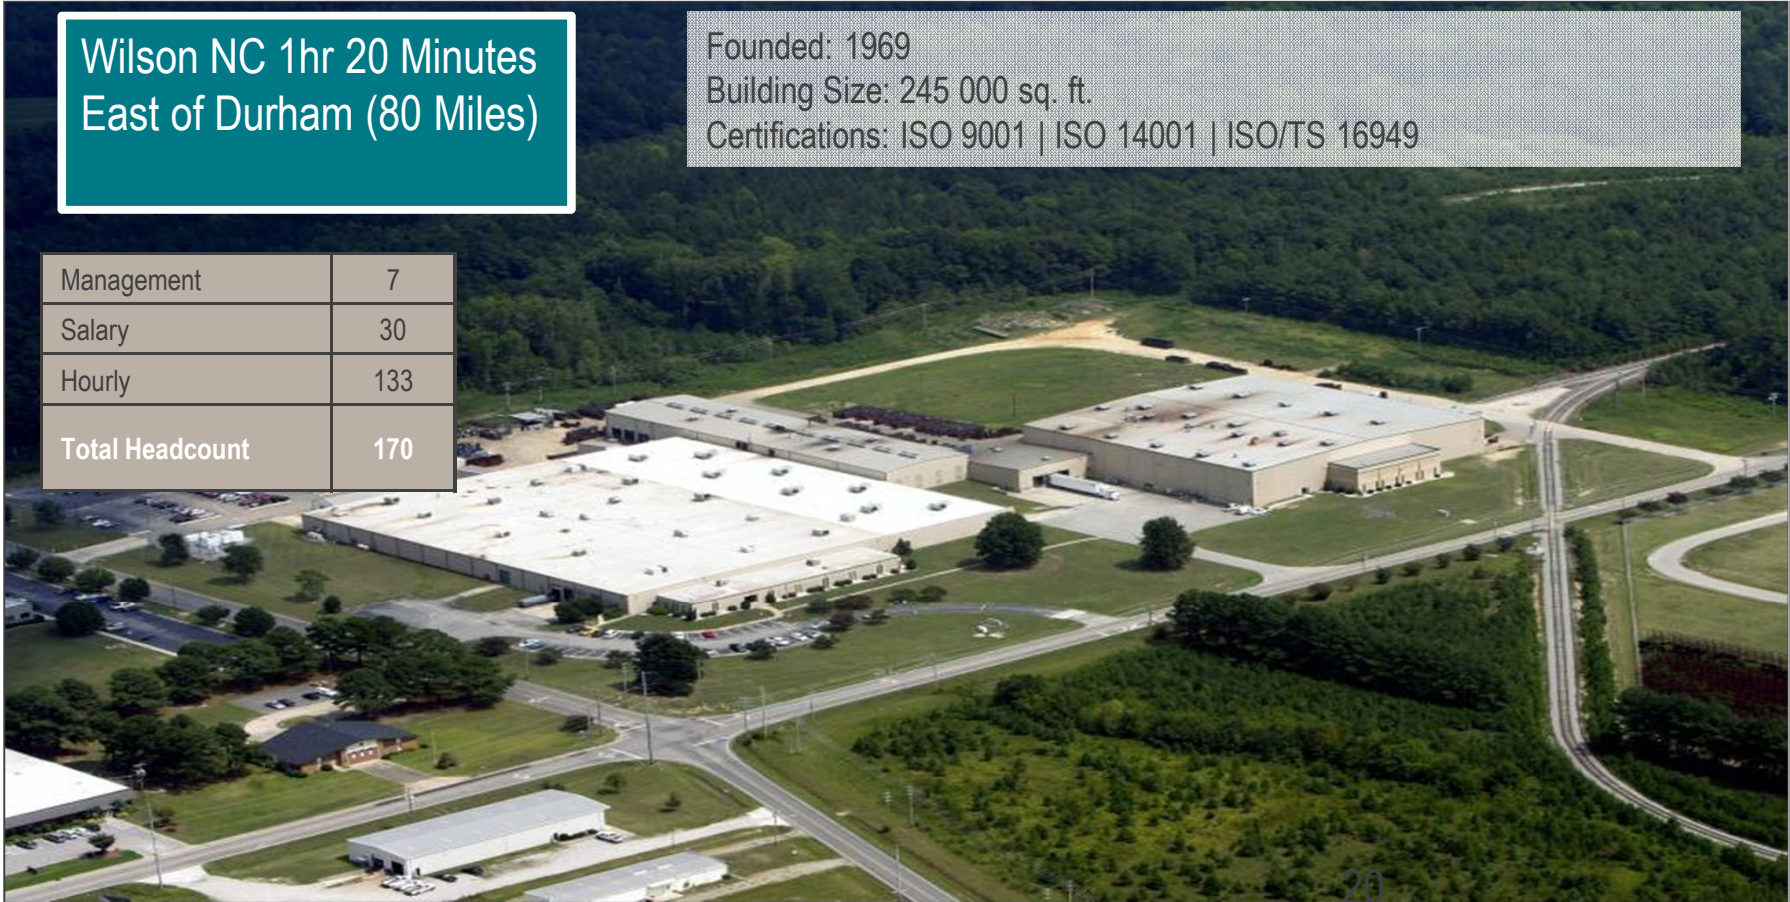 Wilson NC 1hr 20 Minutes
East of Durham (80 Miles)
Founded: 1969
Building Size: 245 000 sq. ft.
Certifications: ISO 9001 | ISO 14001 | ISO/TS 16949
Management 7
Salary 30
Hourly 133
Total Headcount 170
20